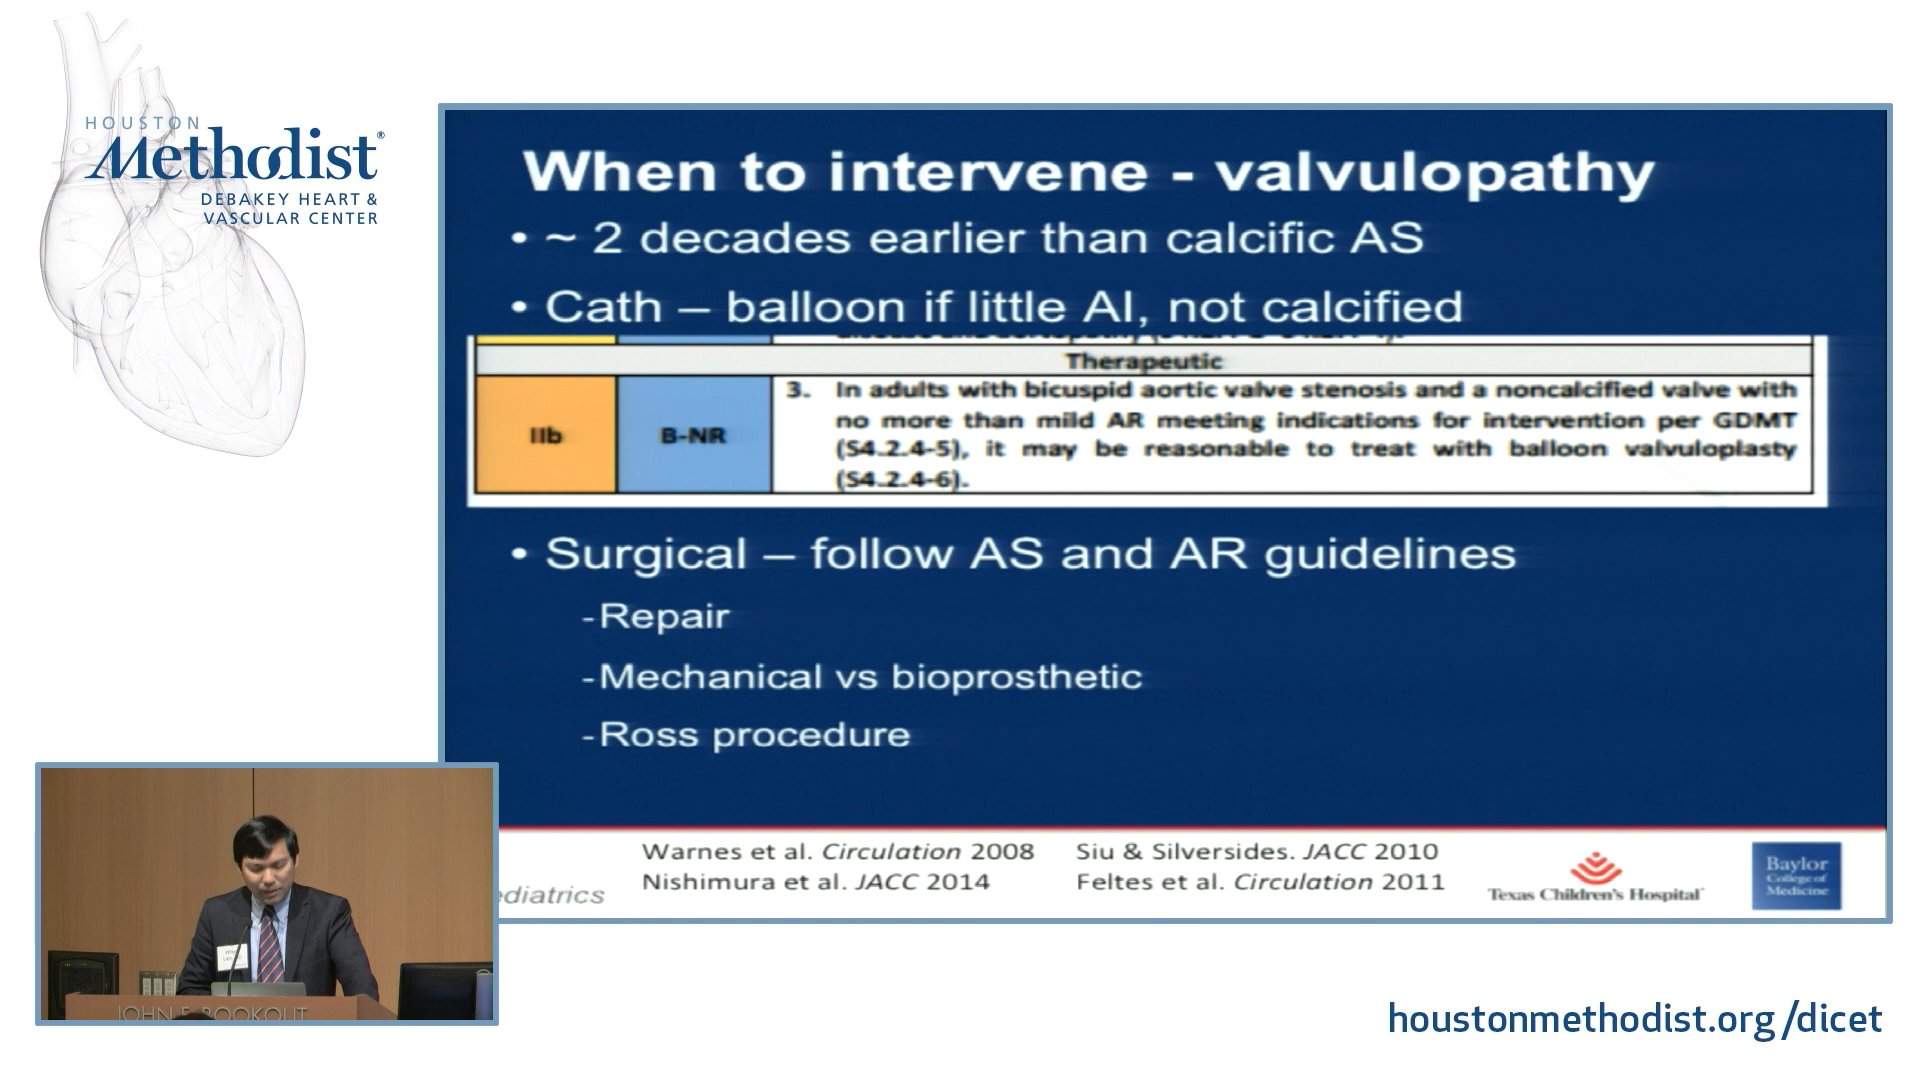 HOUSTON
Methodist®
DEBAKEY HEART &
VASCULAR CENTER
When to intervene - valvulopathy
• ~ 2 decades earlier than calcific AS
• Cath – balloon if little AI, not calcified
Therapeutic
IIb
B-NR
3. In adults with bicuspid aortic valve stenosis and a noncalcified valve with
no more than mild AR meeting indications for intervention per GDMT
(S4.2.4-5), it may be reasonable to treat with balloon valvuloplasty
(S4.2.4-6).
• Surgical – follow AS and AR guidelines
-Repair
-Mechanical vs bioprosthetic
-Ross procedure
Warnes et al. Circulation 2008
Nishimura et al. JACC 2014
Siu & Silversides. JACC 2010
Feltes et al. Circulation 2011
ediatrics
Texas Children's Hospital
Baylor
College of
Medicine
JOHN F BOOKOUT
houstonmethodist.org/dicet